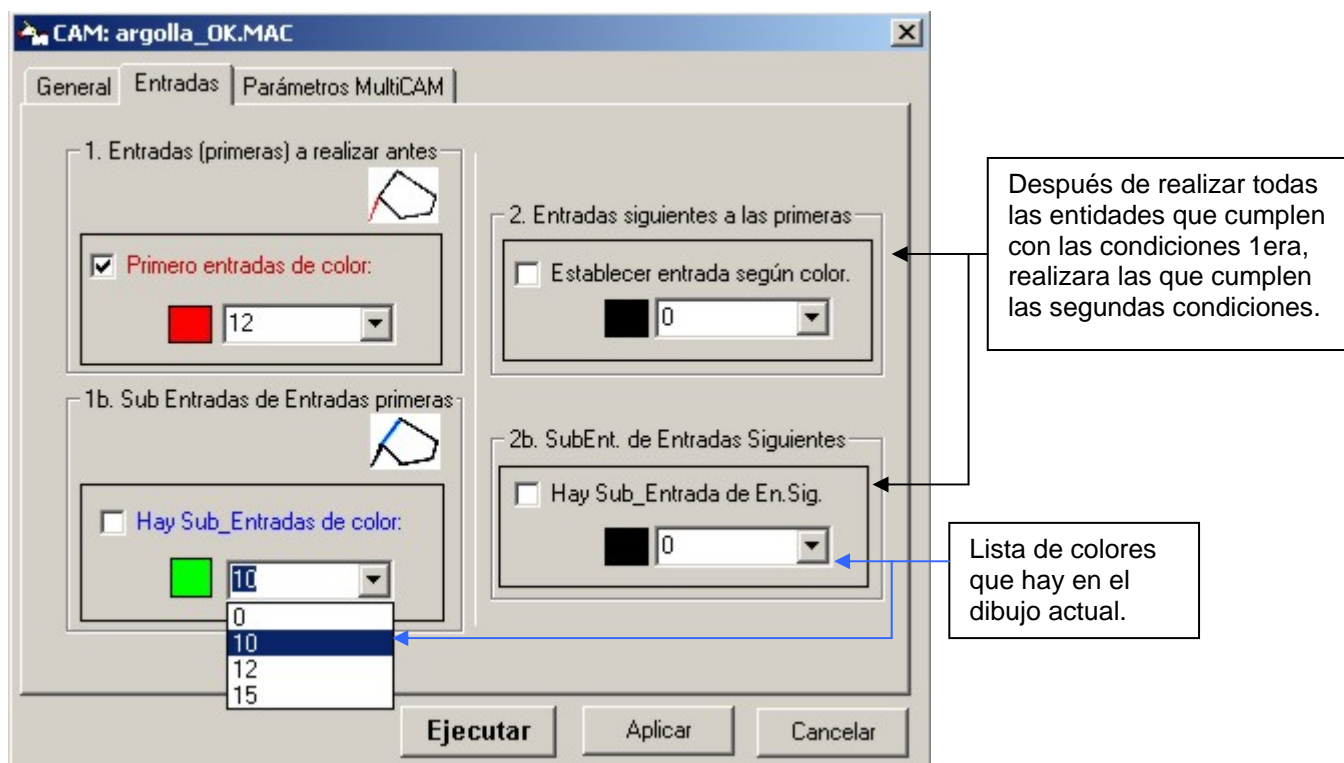 CAM: argolla_OK.MAC
General
Entradas
Parámetros MultiCAM
1. Entradas (primeras) a realizar antes
Primero entradas de color:
12
1b. Sub Entradas de Entradas primeras
Hay Sub_Entradas de color:
10
0
10
12
15
2. Entradas siguientes a las primeras
Establecer entrada según color.
0
2b. SubEnt. de Entradas Siguientes
Hay Sub_Entrada de En.Sig.
0
Ejecutar
Aplicar
Cancelar
Después de realizar todas
las entidades que cumplen
con las condiciones 1era,
realizara las que cumplen
las segundas condiciones.
Lista de colores
que hay en el
dibujo actual.